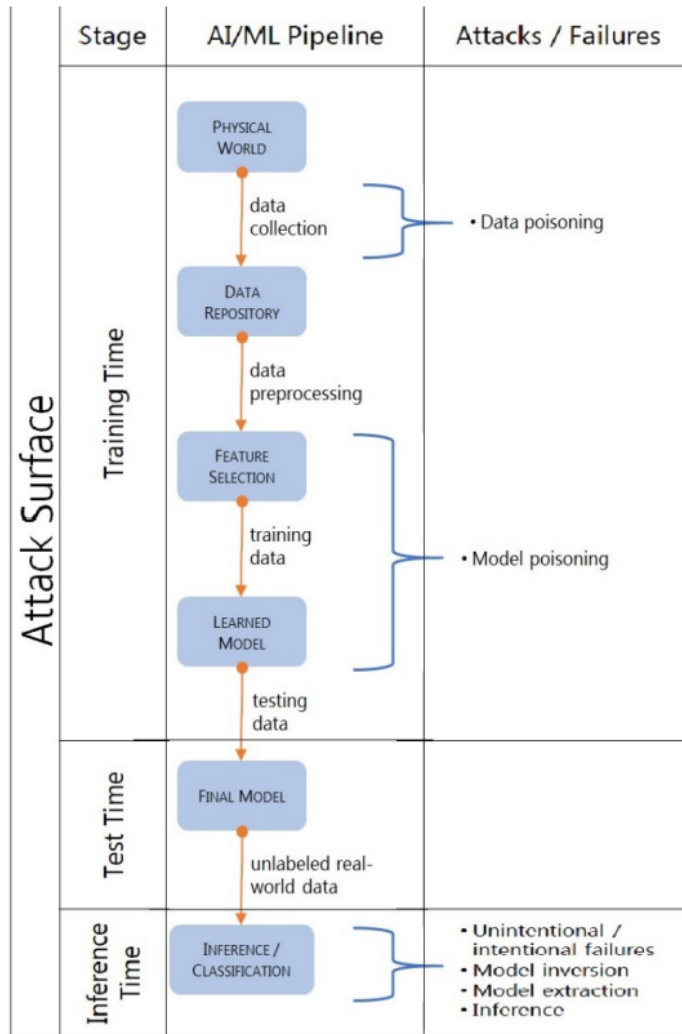 Stage
AI/ML Pipeline
Attacks / Failures
Attack Surface
Training Time
PHYSICAL
WORLD
data
collection
• Data poisoning
DATA
REPOSITORY
data
preprocessing
FEATURE
SELECTION
training
data
• Model poisoning
LEARNED
MODEL
testing
data
Test Time
FINAL MODEL
unlabeled real-
world data
Inference
Time
INFERENCE /
CLASSIFICATION
• Unintentional /
intentional failures
• Model inversion
• Model extraction
• Inference